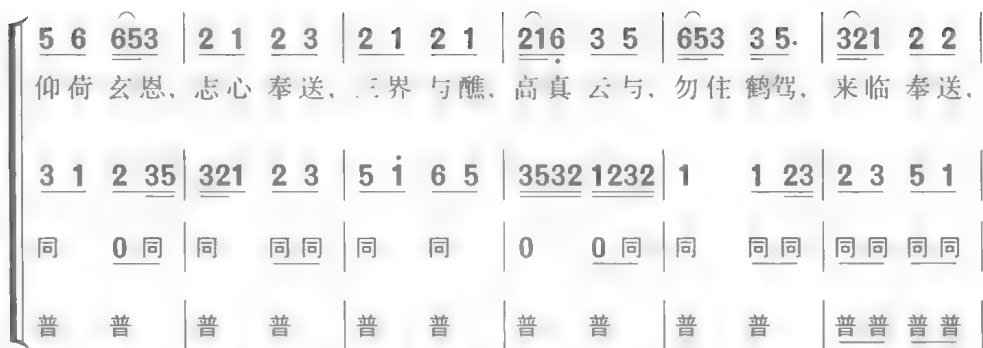 5 6 653 | 2 1 2 3 | 2 1 2 1 | 216 3 5 | 653 3 5· | 321 2 2
仰荷 玄恩, 志心 奉送, 三界 与醮, 高真 云与, 勿住 鹤驾, 来临 奉送,
3 1 2 35 | 321 2 3 | 5 i 6 5 | 3532 1232 | 1 1 23 | 2 3 5 1
同 0 同 | 同 同同 | 同 同 | 0 0 同 | 同 同同 | 同同 同同
普 普 | 普 普 | 普 普 | 普 普 | 普 普 | 普普 普普